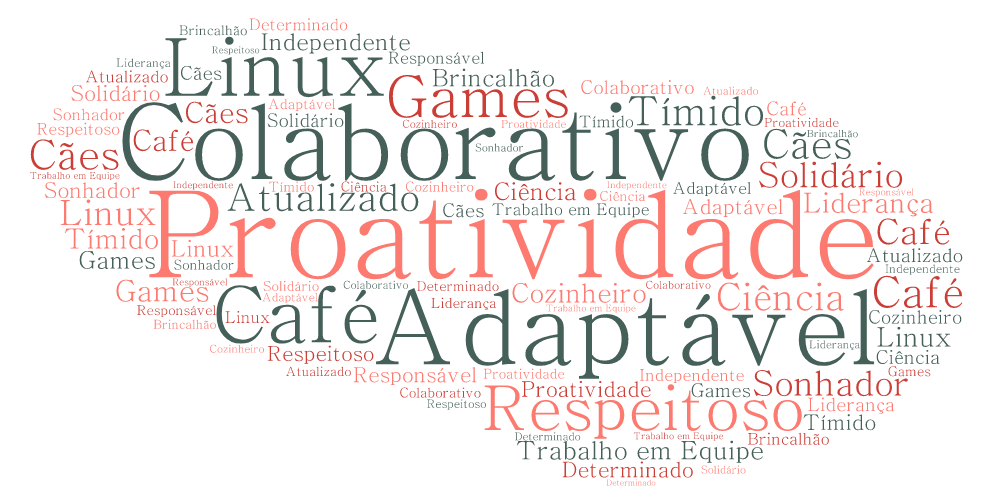 Brincalhão
Determinado
Respeitoso
Linux
Independente
Liderança
Responsável
Atualizado
Cães
Brincalhão
Solidário
Games
Colaborativo
Atualizado
Sonhador
Cães
Adaptável
Solidário
Tímido
Café
Respeitoso
Café
Colaborativo
Cozinheiro
Proatividade
Tímido
Proatividade
Brincalhão
Cães
Sonhador
Cães
Trabalho em Equipe
Solidário
Sonhador
Independente
Atualizado
Tímido
Ciência
Cozinheiro
Ciência
Independente
Ciência
Adaptável
Responsável
Linux
Proatividade
Cães
Trabalho em Equipe
Adaptável
Liderança
Tímido
Linux
Café
Games
Sonhador
Atualizado
Independente
Games
Responsável
Solidário
Colaborativo
Determinado
Cozinheiro
Colaborativo
Ciência
Café
Responsável
Café
Adaptável
Liderança
Trabalho em Equipe
Adaptável
Cozinheiro
Brincalhão
Linux
Linux
Cozinheiro
Respeitoso
Liderança
Ciência
Atualizado
Responsável
Proatividade
Independente
Games
Colaborativo
Proatividade
Games
Sonhador
Respeitoso
Respeitoso
Liderança
Tímido
Determinado
Trabalho em Equipe
Brincalhão
Trabalho em Equipe
Determinado
Solidário
Determinado